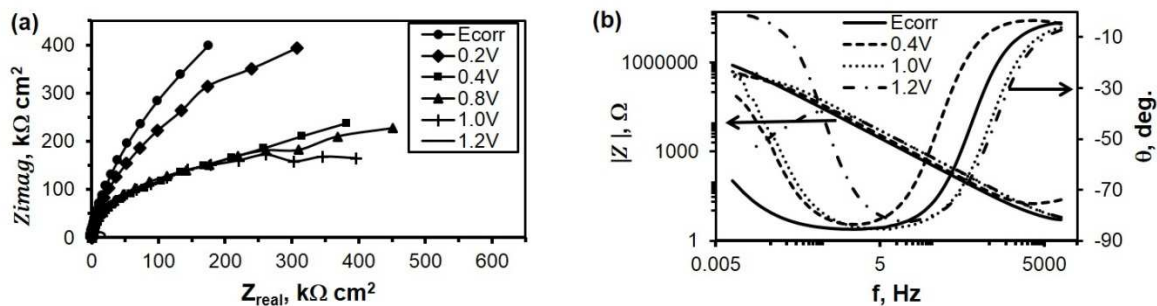 (a)
400
300
200
100
0
Zimag, kΩ cm²
0 100 200 300 400 500 600
Z_real, kΩ cm²
Ecorr
0.2V
0.4V
0.8V
1.0V
1.2V
(b)
1000000
1000
1
|Z|, Ω
0.005 5 5000
f, Hz
Ecorr
0.4V
1.0V
1.2V
-10
-30
-50
-70
-90
θ, deg.